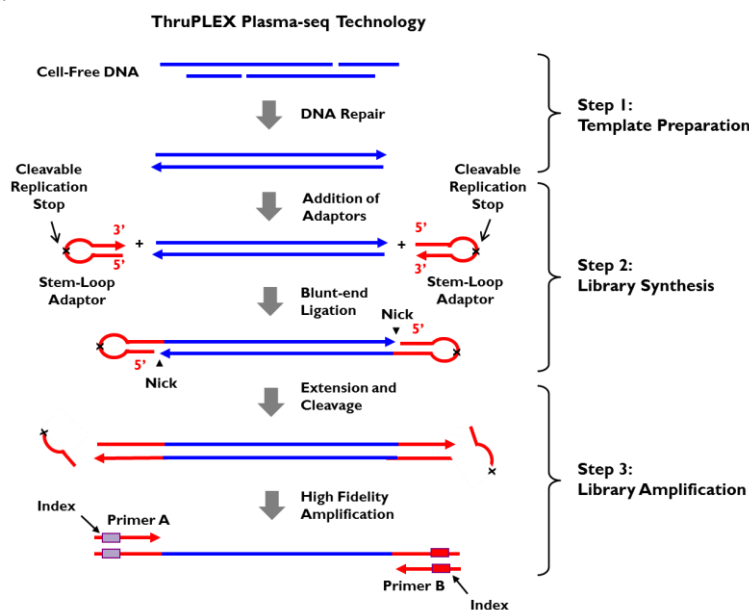 ThruPLEX Plasma-seq Technology
Cell-Free DNA
DNA Repair
Step 1:
Template Preparation
Cleavable
Replication
Stop
Addition of
Adaptors
Cleavable
Replication
Stop
3’
+
5’
Stem-Loop
Adaptor
5’
+
3’
Stem-Loop
Adaptor
Step 2:
Library Synthesis
Blunt-end
Ligation
Nick
5’
5’
Nick
Extension and
Cleavage
Step 3:
Library Amplification
High Fidelity
Amplification
Index
Primer A
Primer B
Index